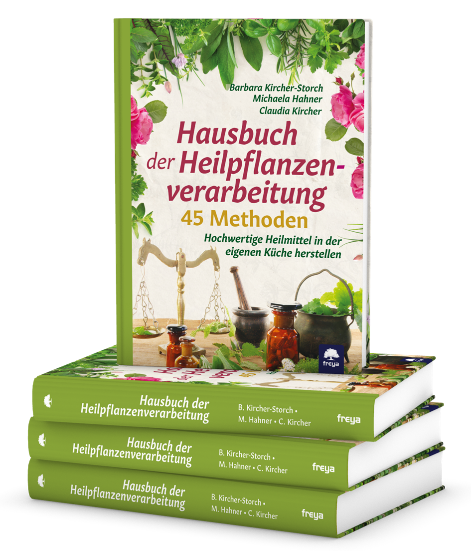 Barbara Kircher-Storch
Michaela Hahner
Claudia Kircher
Hausbuch
der Heilpflanzen-
verarbeitung
45 Methoden
Hochwertige Heilmittel in der
eigenen Küche herstellen
freya
Hausbuch der
Heilpflanzenverarbeitung
B. Kircher-Storch •
M. Hahner • C. Kircher
freya
Hausbuch der
Heilpflanzenverarbeitung
B. Kircher-Storch •
M. Hahner • C. Kircher
freya
Hausbuch der
Heilpflanzenverarbeitung
B. Kircher-Storch •
M. Hahner • C. Kircher
freya